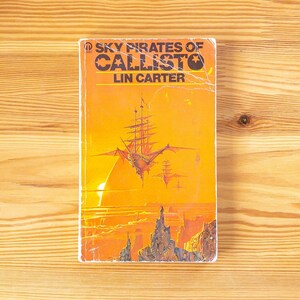 SKY PIRATES OF
CALLISTO
LIN CARTER